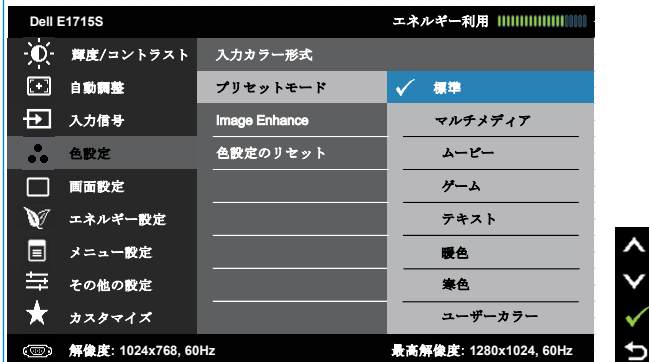 Dell E1715S エネルギー利用
輝度/コントラスト 入力カラー形式
自動調整 プリセットモード 標準
入力信号 Image Enhance マルチメディア
色設定 色設定のリセット ムービー
画面設定 ゲーム
エネルギー設定 テキスト
メニュー設定 暖色
その他の設定 寒色
カスタマイズ ユーザーカラー
解像度: 1024x768, 60Hz 最高解像度: 1280x1024, 60Hz